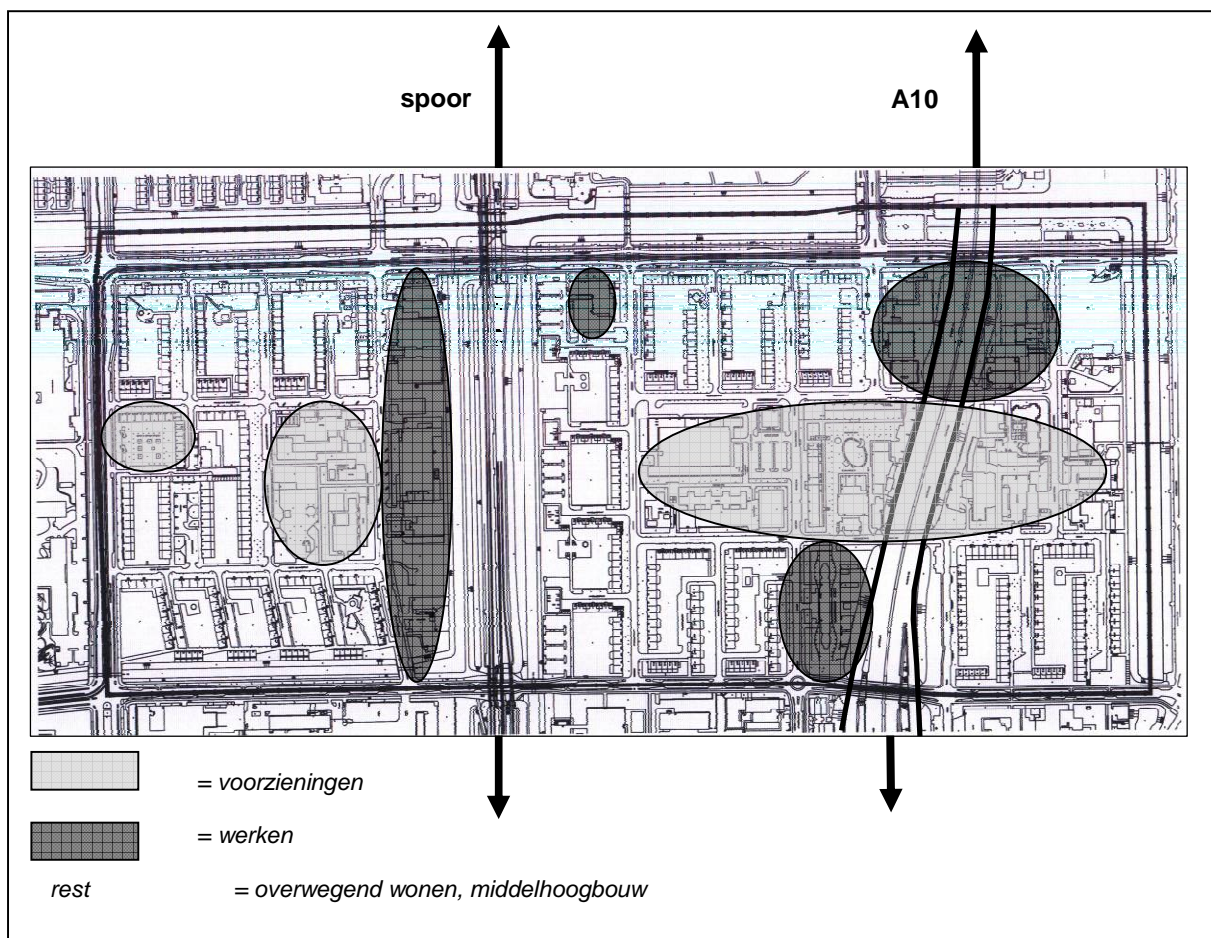 spoor
A10
= voorzieningen
= werken
rest = overwegend wonen, middelhoogbouw